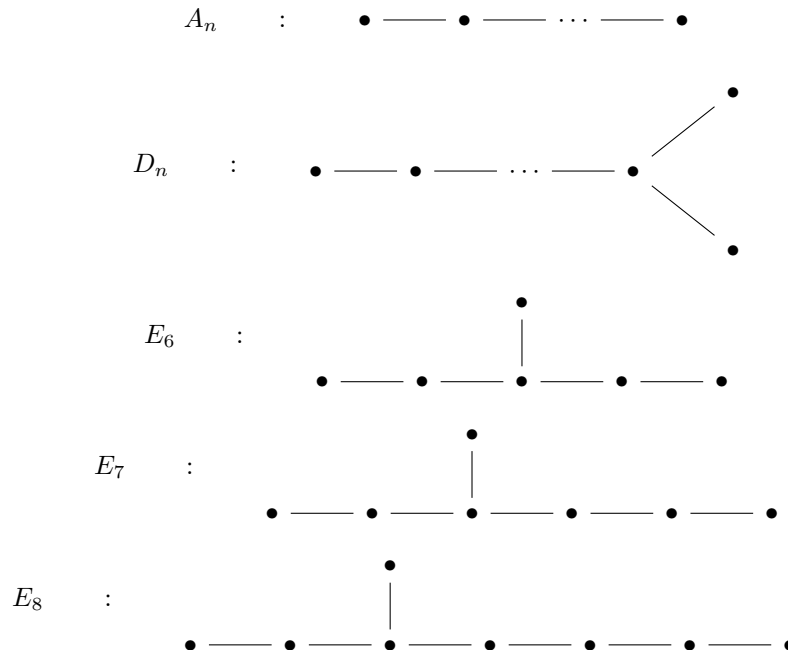 A_n : ⋯
D_n : ⋯
E_6 :
E_7 :
E_8 :